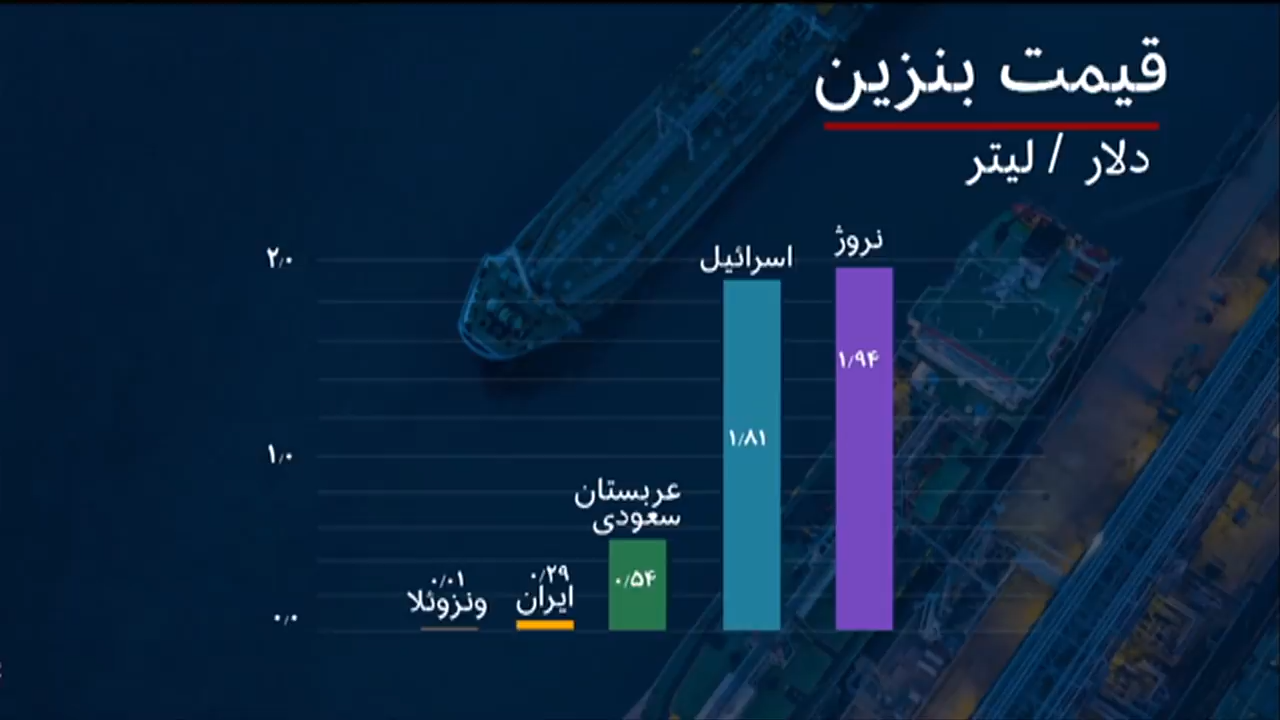 قیمت بنزین
دلار / لیتر
نروژ
اسرائیل
۲٫۰
۱٫۹۴
۱٫۸۱
۱٫۰
عربستان
سعودی
۰٫۵۴
۰٫۲۹
ایران
۰٫۰۱
ونزوئلا
۰٫۰